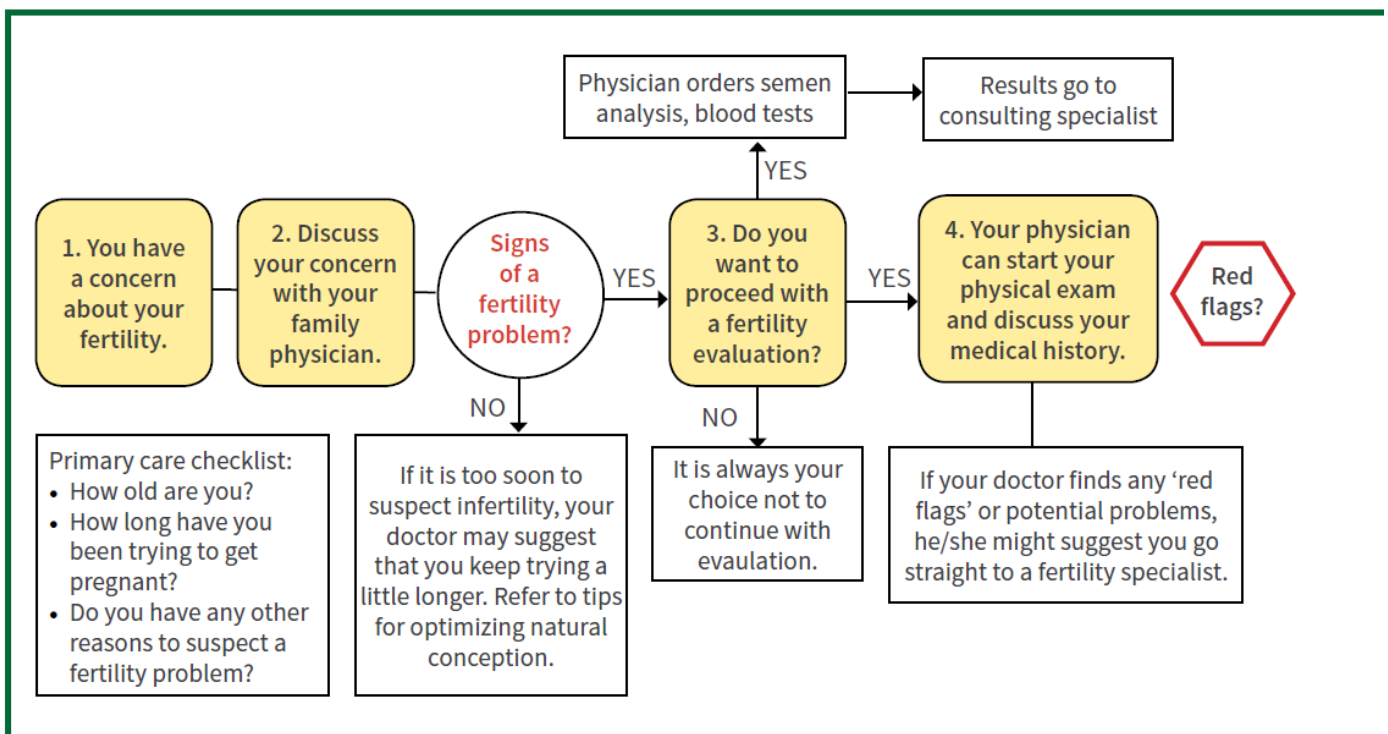 Physician orders semen
analysis, blood tests
Results go to
consulting specialist
YES
1. You have
a concern
about your
fertility.
2. Discuss
your concern
with your
family
physician.
Signs
of a
fertility
problem?
YES
3. Do you
want to
proceed with
a fertility
evaluation?
YES
4. Your physician
can start your
physical exam
and discuss your
medical history.
Red
flags?
NO
NO
Primary care checklist:
• How old are you?
• How long have you
been trying to get
pregnant?
• Do you have any other
reasons to suspect a
fertility problem?
If it is too soon to
suspect infertility, your
doctor may suggest
that you keep trying a
little longer. Refer to tips
for optimizing natural
conception.
It is always your
choice not to
continue with
evaulation.
If your doctor finds any ‘red
flags’ or potential problems,
he/she might suggest you go
straight to a fertility specialist.